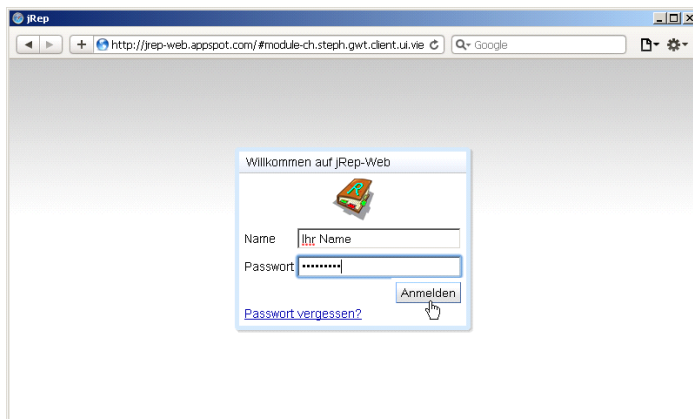 jRep
http://jrep-web.appspot.com/#module-ch.steph.gwt.client.ui.vie
Google
Willkommen auf jRep-Web
R
Name
Ihr Name
Passwort
Anmelden
Passwort vergessen?